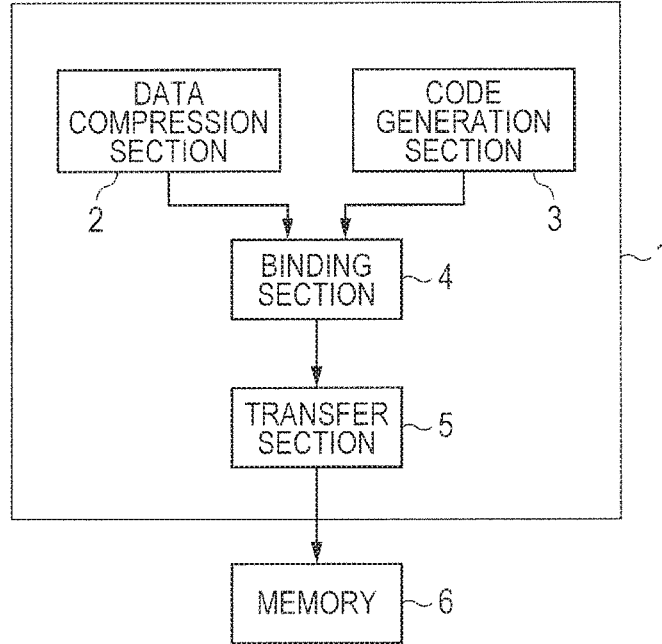 DATA
COMPRESSION
SECTION
CODE
GENERATION
SECTION
2
3
BINDING
SECTION
4
TRANSFER
SECTION
5
MEMORY
6